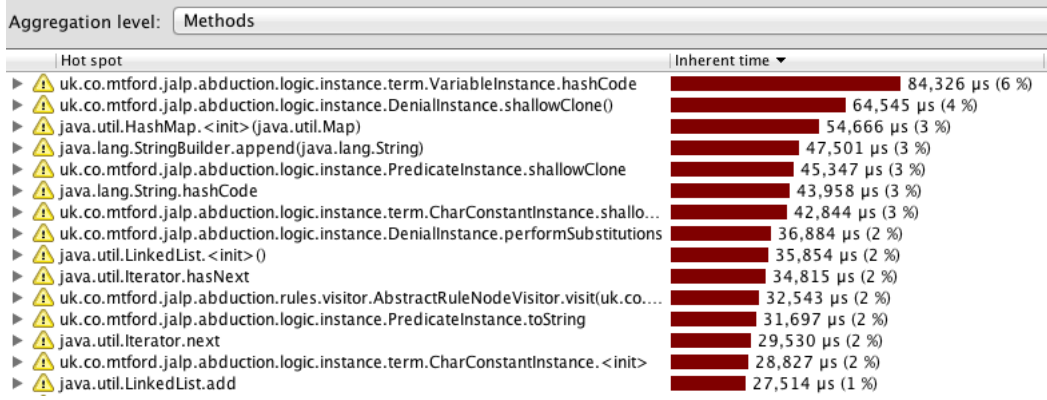 Aggregation level: Methods
Hot spot Inherent time
uk.co.mtford.jalp.abduction.logic.instance.term.VariableInstance.hashCode 84,326 µs (6 %)
uk.co.mtford.jalp.abduction.logic.instance.DenialInstance.shallowClone() 64,545 µs (4 %)
java.util.HashMap.<init>(java.util.Map) 54,666 µs (3 %)
java.lang.StringBuilder.append(java.lang.String) 47,501 µs (3 %)
uk.co.mtford.jalp.abduction.logic.instance.PredicateInstance.shallowClone 45,347 µs (3 %)
java.lang.String.hashCode 43,958 µs (3 %)
uk.co.mtford.jalp.abduction.logic.instance.term.CharConstantInstance.shallo... 42,844 µs (3 %)
uk.co.mtford.jalp.abduction.logic.instance.DenialInstance.performSubstitutions 36,884 µs (2 %)
java.util.LinkedList.<init>() 35,854 µs (2 %)
java.util.Iterator.hasNext 34,815 µs (2 %)
uk.co.mtford.jalp.abduction.rules.visitor.AbstractRuleNodeVisitor.visit(uk.co.... 32,543 µs (2 %)
uk.co.mtford.jalp.abduction.logic.instance.PredicateInstance.toString 31,697 µs (2 %)
java.util.Iterator.next 29,530 µs (2 %)
uk.co.mtford.jalp.abduction.logic.instance.term.CharConstantInstance.<init> 28,827 µs (2 %)
java.util.LinkedList.add 27,514 µs (1 %)